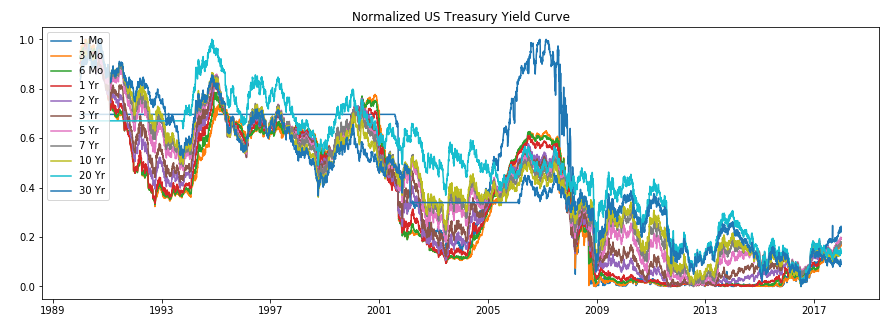 Normalized US Treasury Yield Curve
1.0
0.8
0.6
0.4
0.2
0.0
1 Mo
3 Mo
6 Mo
1 Yr
2 Yr
3 Yr
5 Yr
7 Yr
10 Yr
20 Yr
30 Yr
1989 1993 1997 2001 2005 2009 2013 2017